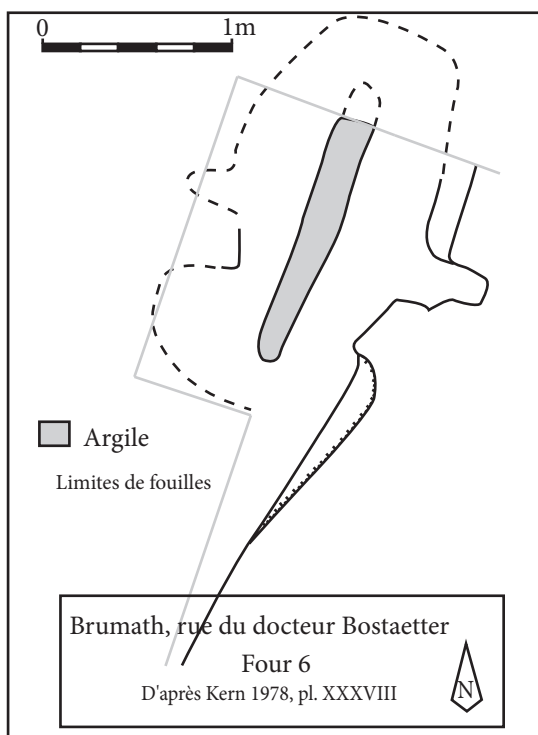 0 1m
Argile
Limites de fouilles
Brumath, rue du docteur Bostaetter
Four 6
D'après Kern 1978, pl. XXXVIII
N